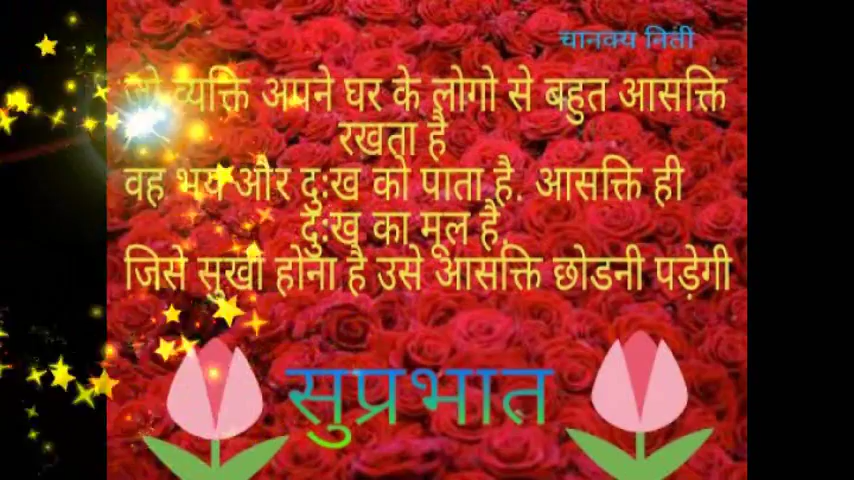 चानक्य निती
जो व्यक्ति अपने घर के लोगो से बहुत आसक्ति
रखता है
वह भय और दुःख को पाता है. आसक्ति ही
दुःख का मूल है.
जिसे सुखी होना है उसे आसक्ति छोडनी पड़ेगी
सुप्रभात